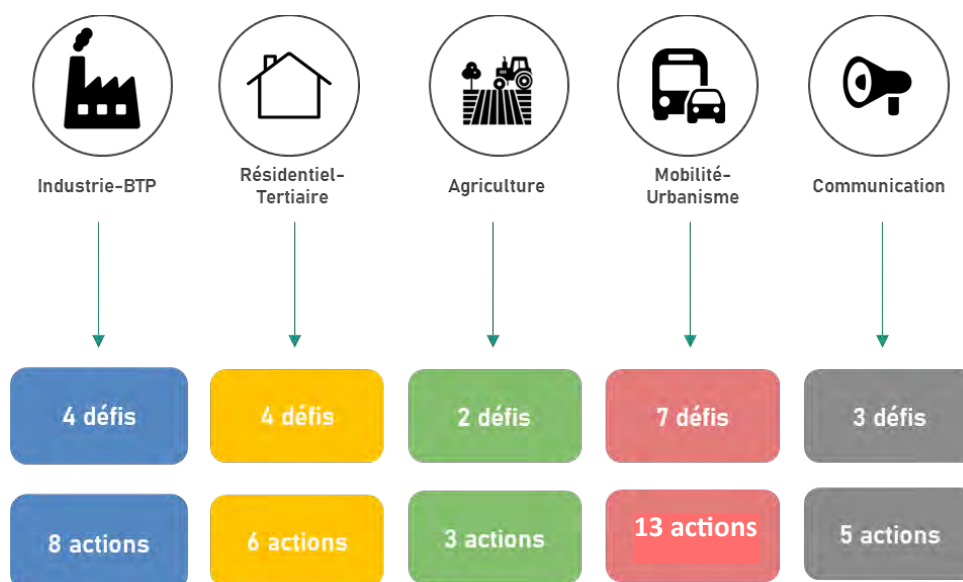 Industrie-BTP
Résidentiel-
Tertiaire
Agriculture
Mobilité-
Urbanisme
Communication
4 défis
4 défis
2 défis
7 défis
3 défis
8 actions
6 actions
3 actions
13 actions
5 actions